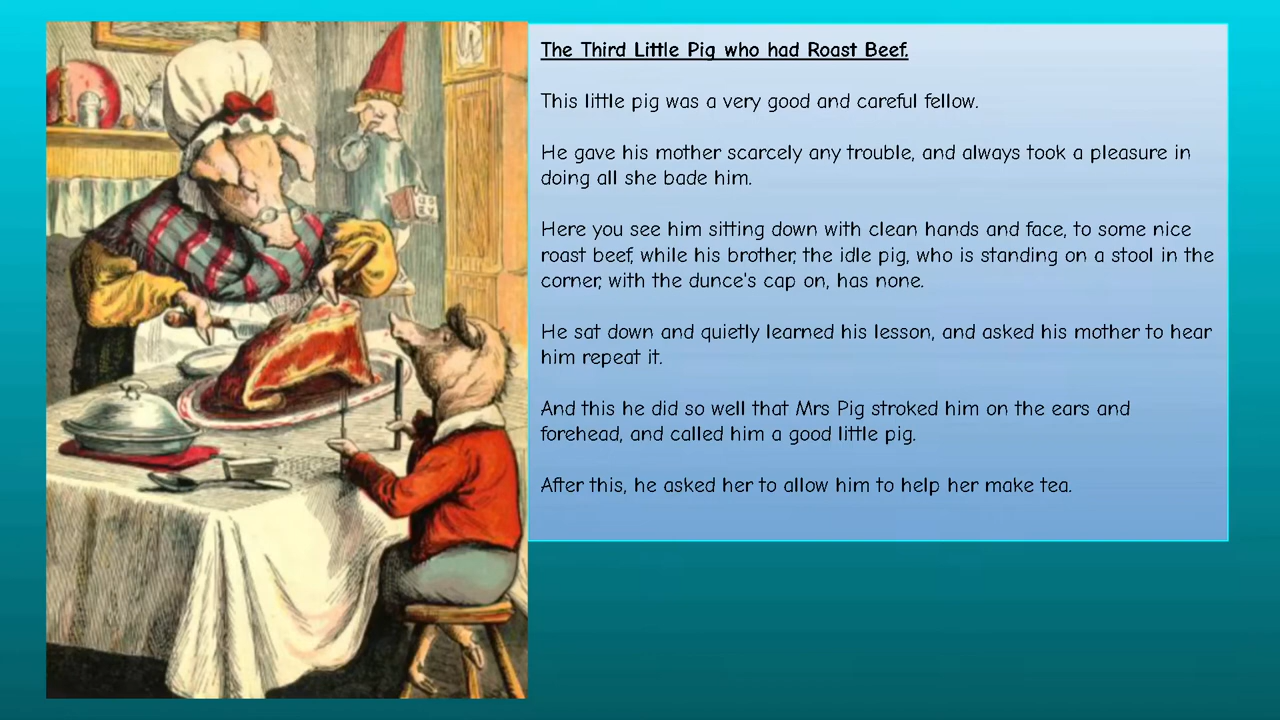 The Third Little Pig who had Roast Beef.
This little pig was a very good and careful fellow.
He gave his mother scarcely any trouble, and always took a pleasure in
doing all she bade him.
Here you see him sitting down with clean hands and face, to some nice
roast beef, while his brother, the idle pig, who is standing on a stool in the
corner, with the dunce's cap on, has none.
He sat down and quietly learned his lesson, and asked his mother to hear
him repeat it.
And this he did so well that Mrs Pig stroked him on the ears and
forehead, and called him a good little pig.
After this, he asked her to allow him to help her make tea.